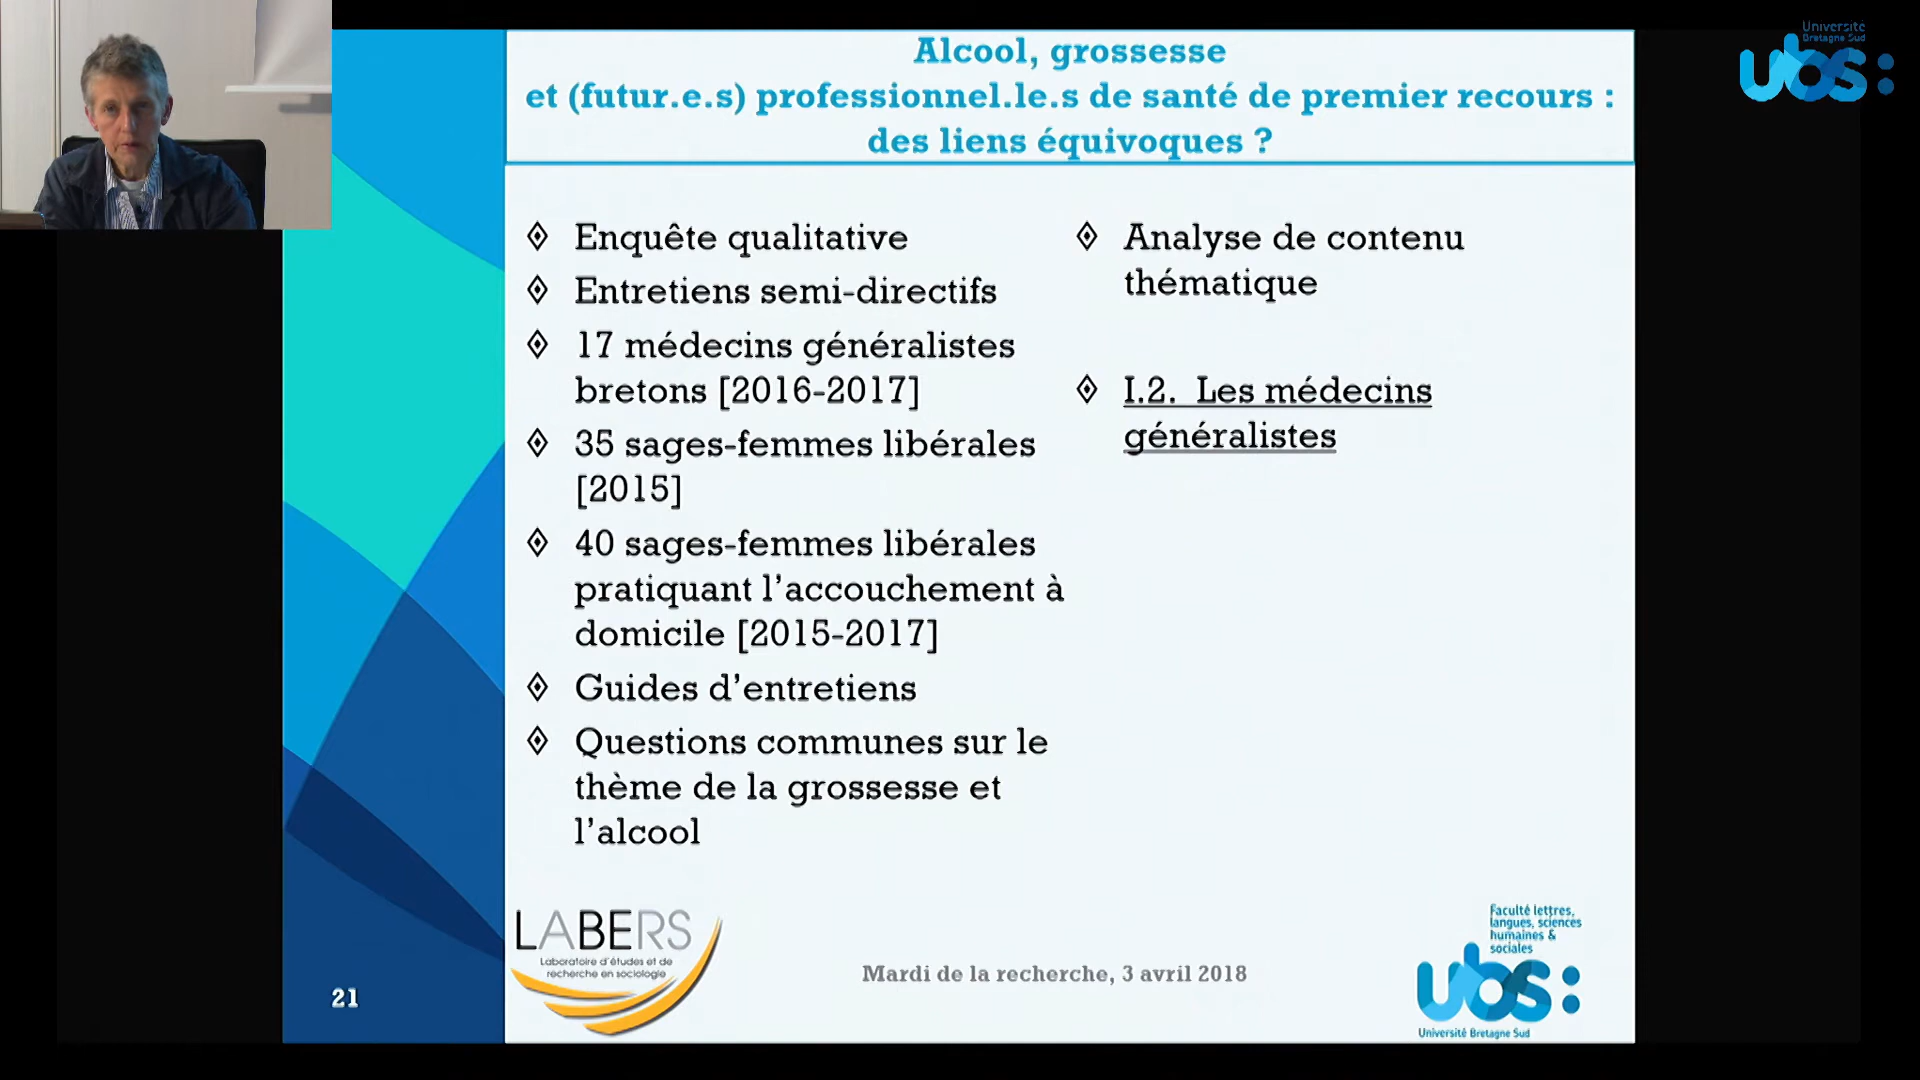 Université
Bretagne Sud
ubs:
Alcool, grossesse
et (futur.e.s) professionnel.le.s de santé de premier recours :
des liens équivoques ?
Enquête qualitative
Entretiens semi-directifs
17 médecins généralistes
bretons [2016-2017]
35 sages-femmes libérales
[2015]
40 sages-femmes libérales
pratiquant l’accouchement à
domicile [2015-2017]
Guides d’entretiens
Questions communes sur le
thème de la grossesse et
l’alcool
Analyse de contenu
thématique
I.2. Les médecins
généralistes
LABERS
Laboratoire d'études et de
recherche en sociologie
21
Mardi de la recherche, 3 avril 2018
Faculté lettres,
langues, sciences
humaines &
sociales
ubs:
Université Bretagne Sud